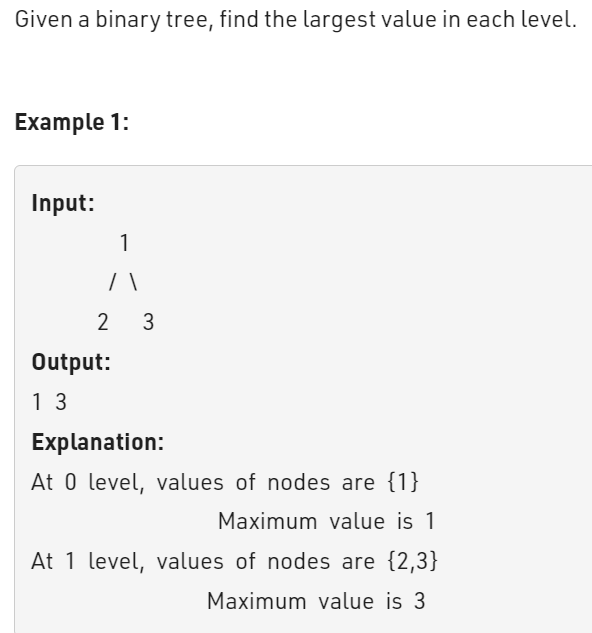 Given a binary tree, find the largest value in each level.
Example 1:
Input:
1
/ \
2 3
Output:
1 3
Explanation:
At 0 level, values of nodes are {1}
Maximum value is 1
At 1 level, values of nodes are {2,3}
Maximum value is 3